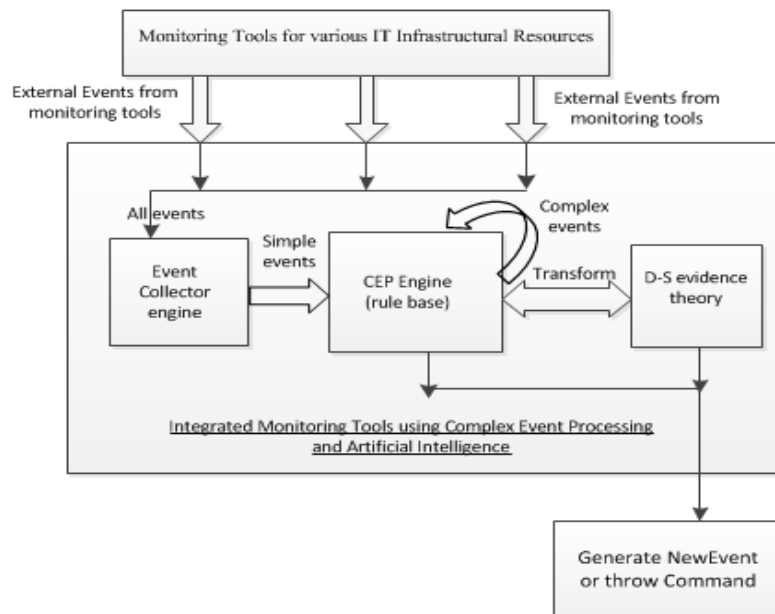 Monitoring Tools for various IT Infrastructural Resources
External Events from
monitoring tools
External Events from
monitoring tools
All events
Event
Collector
engine
Simple
events
CEP Engine
(rule base)
Complex
events
Transform
D-S evidence
theory
Integrated Monitoring Tools using Complex Event Processing
and Artificial Intelligence
Generate NewEvent
or throw Command